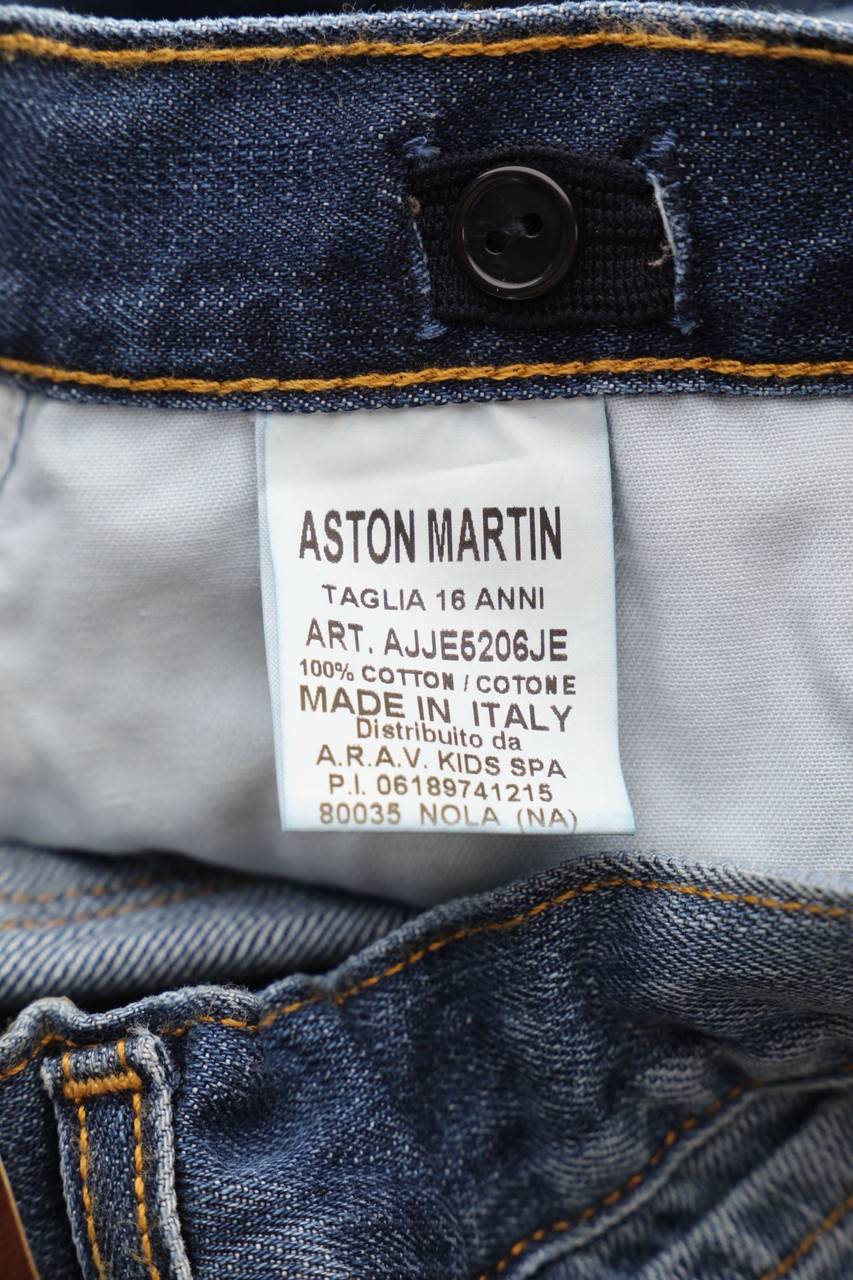 ASTON MARTIN
TAGLIA 16 ANNI
ART. AJJE5206JE
100% COTTON / COTONE
MADE IN ITALY
Distribuito da
A.R.A.V. KIDS SPA
P.I. 06189741215
80035 NOLA (NA)